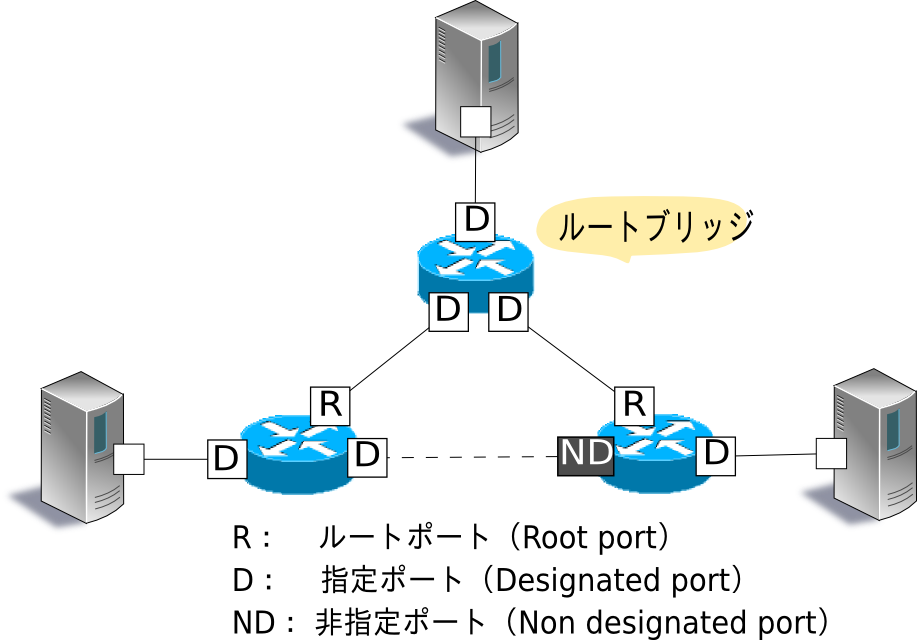 D
ルートブリッジ
D D
R R
D D ND D
R： ルートポート（Root port）
D： 指定ポート（Designated port）
ND： 非指定ポート（Non designated port）